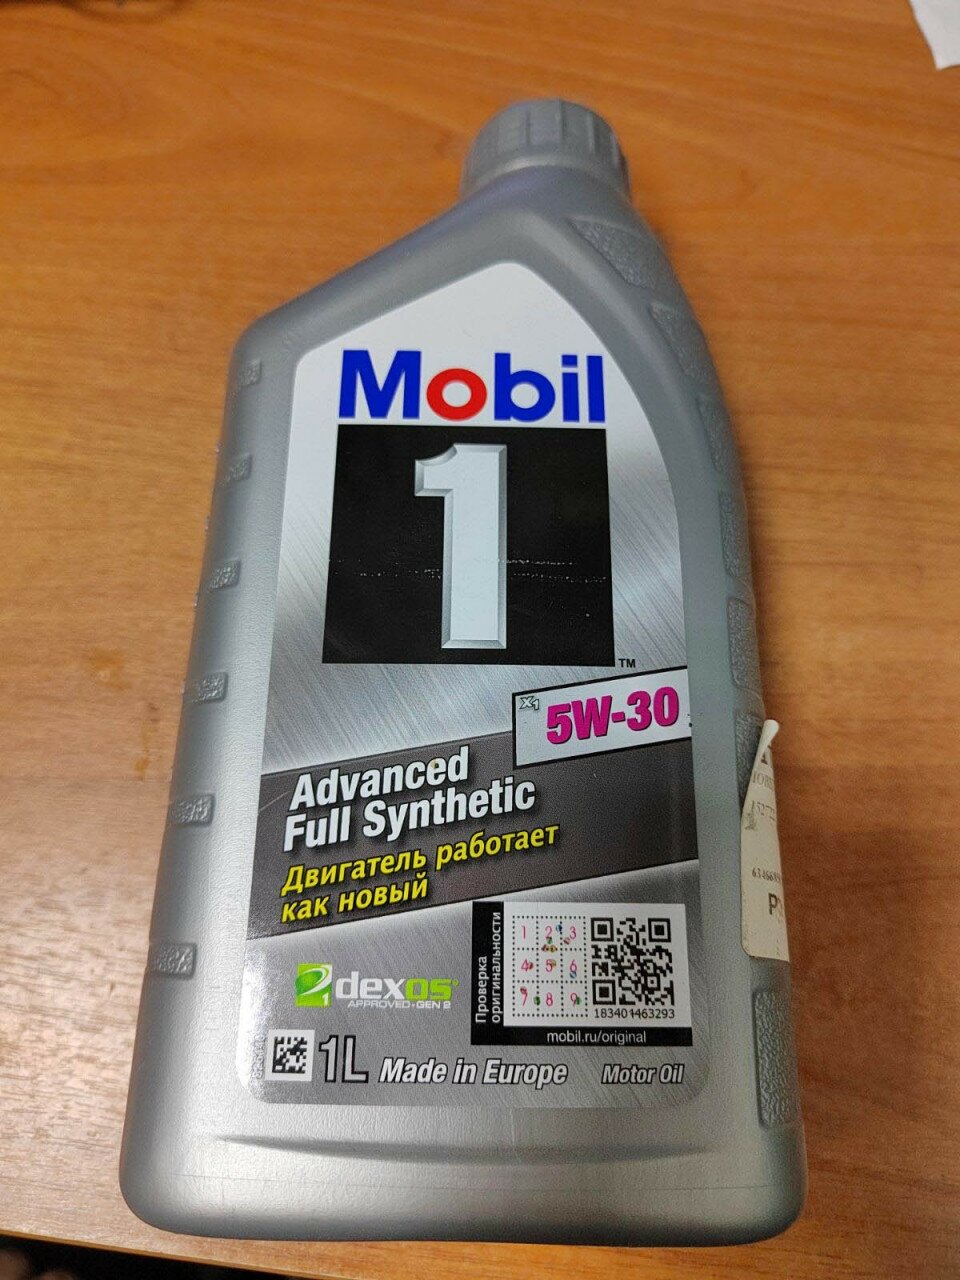 Mobil
1
TM
X1
5W-30
Advanced
Full Synthetic
Двигатель работает
как новый
Проверка
оригинальности
1 2 3
4 5 6
7 8 9
183401463293
mobil.ru/original
1 dexos
APPROVED·GEN 2
1L
Made in Europe
Motor Oil